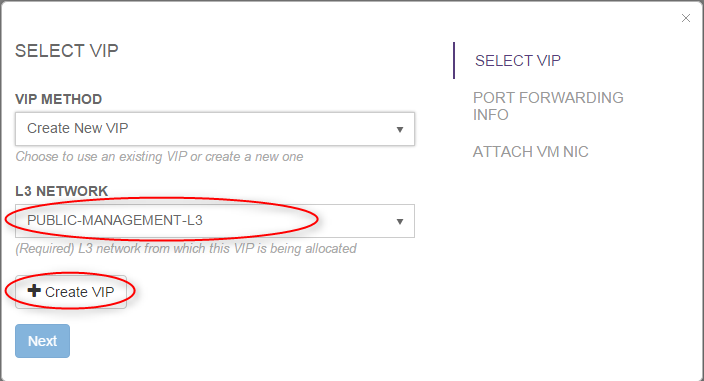 SELECT VIP
VIP METHOD
Create New VIP
Choose to use an existing VIP or create a new one
L3 NETWORK
PUBLIC-MANAGEMENT-L3
(Required) L3 network from which this VIP is being allocated
Create VIP
Next
SELECT VIP
PORT FORWARDING
INFO
ATTACH VM NIC